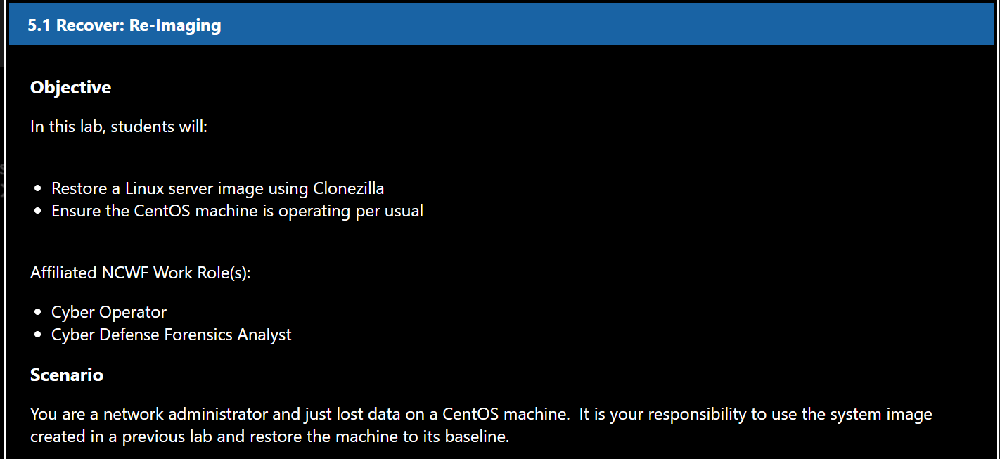 5.1 Recover: Re-Imaging
Objective
In this lab, students will:
• Restore a Linux server image using Clonezilla
• Ensure the CentOS machine is operating per usual
Affiliated NCWF Work Role(s):
• Cyber Operator
• Cyber Defense Forensics Analyst
Scenario
You are a network administrator and just lost data on a CentOS machine.  It is your responsibility to use the system image
created in a previous lab and restore the machine to its baseline.